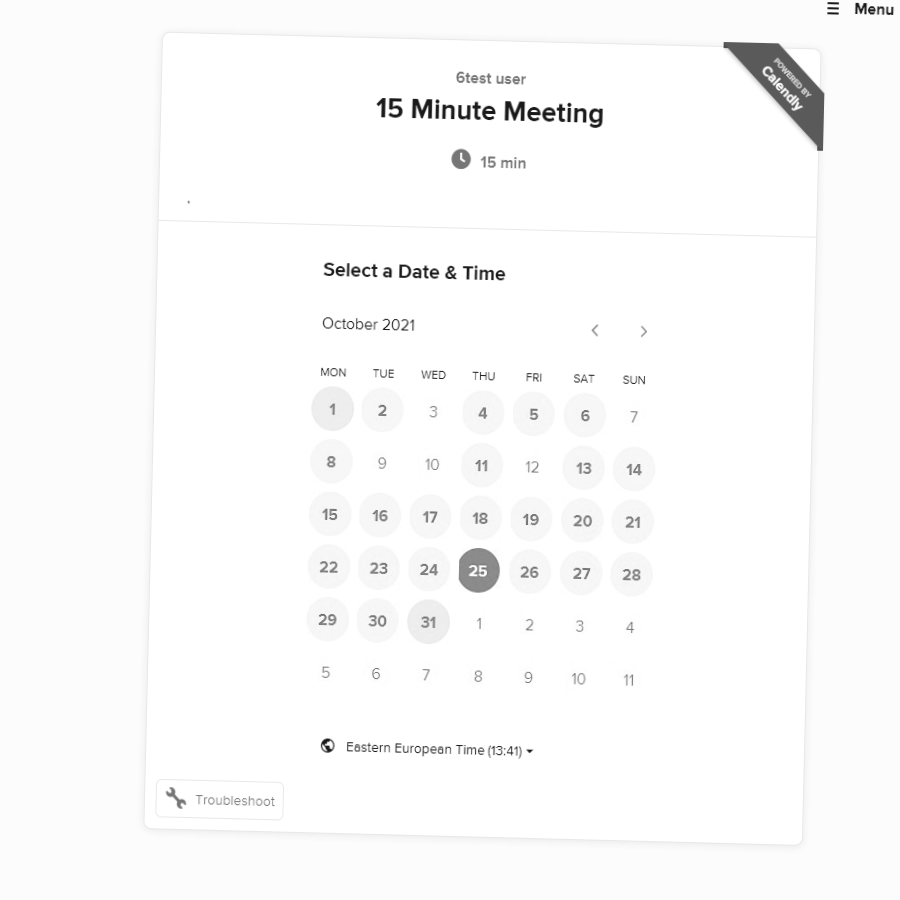 ☰ Menu
POWERED BY
Calendly
6test user
15 Minute Meeting
15 min
.
Select a Date & Time
October 2021
MON TUE WED THU FRI SAT SUN
1 2 3 4 5 6 7
8 9 10 11 12 13 14
15 16 17 18 19 20 21
22 23 24 25 26 27 28
29 30 31 1 2 3 4
5 6 7 8 9 10 11
Eastern European Time (13:41)
Troubleshoot